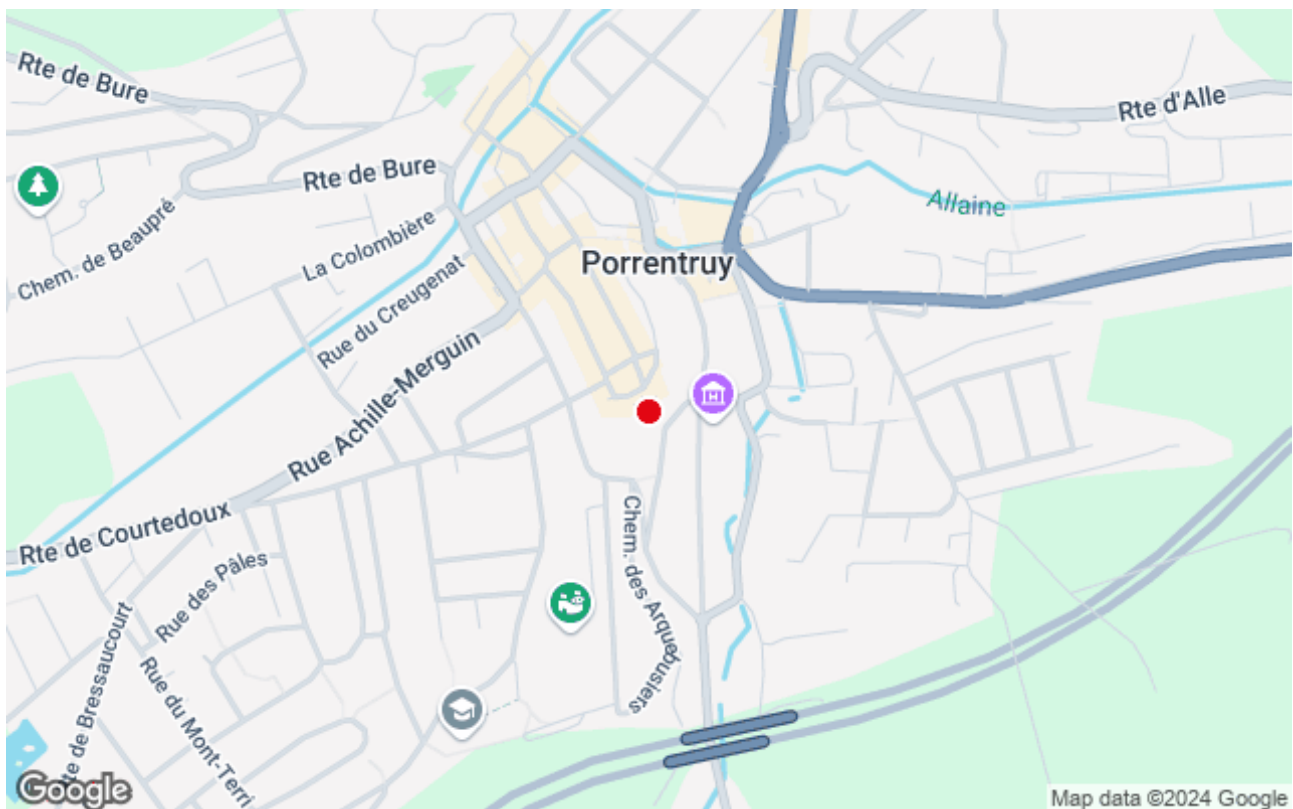 Rte de Bure
Rte d'Alle
Rte de Bure
Allaine
Chem. de Beaupré
La Colombière
Porrentruy
Rue du Creugenat
Rue Achille-Merguin
Rte de Courtedoux
Chem. des Arquebusiers
Rue des Pâles
Rte de Bressaucourt
Rue du Mont-Terri
H
Google
Map data ©2024 Google